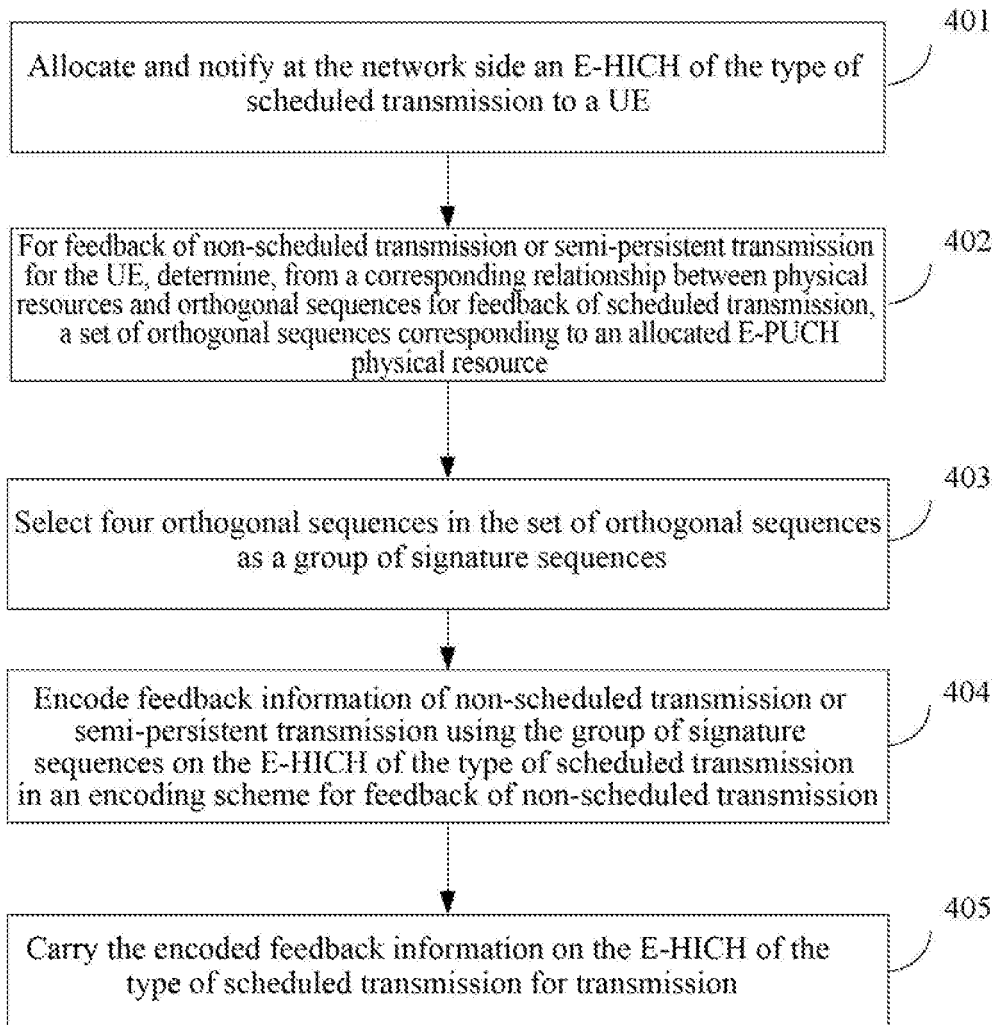 401
Allocate and notify at the network side an E-HICH of the type of
scheduled transmission to a UE
402
For feedback of non-scheduled transmission or semi-persistent transmission
for the UE, determine, from a corresponding relationship between physical
resources and orthogonal sequences for feedback of scheduled transmission,
a set of orthogonal sequences corresponding to an allocated E-PUCH
physical resource
403
Select four orthogonal sequences in the set of orthogonal sequences
as a group of signature sequences
404
Encode feedback information of non-scheduled transmission or
semi-persistent transmission using the group of signature
sequences on the E-HICH of the type of scheduled transmission
in an encoding scheme for feedback of non-scheduled transmission
405
Carry the encoded feedback information on the E-HICH of the
type of scheduled transmission for transmission